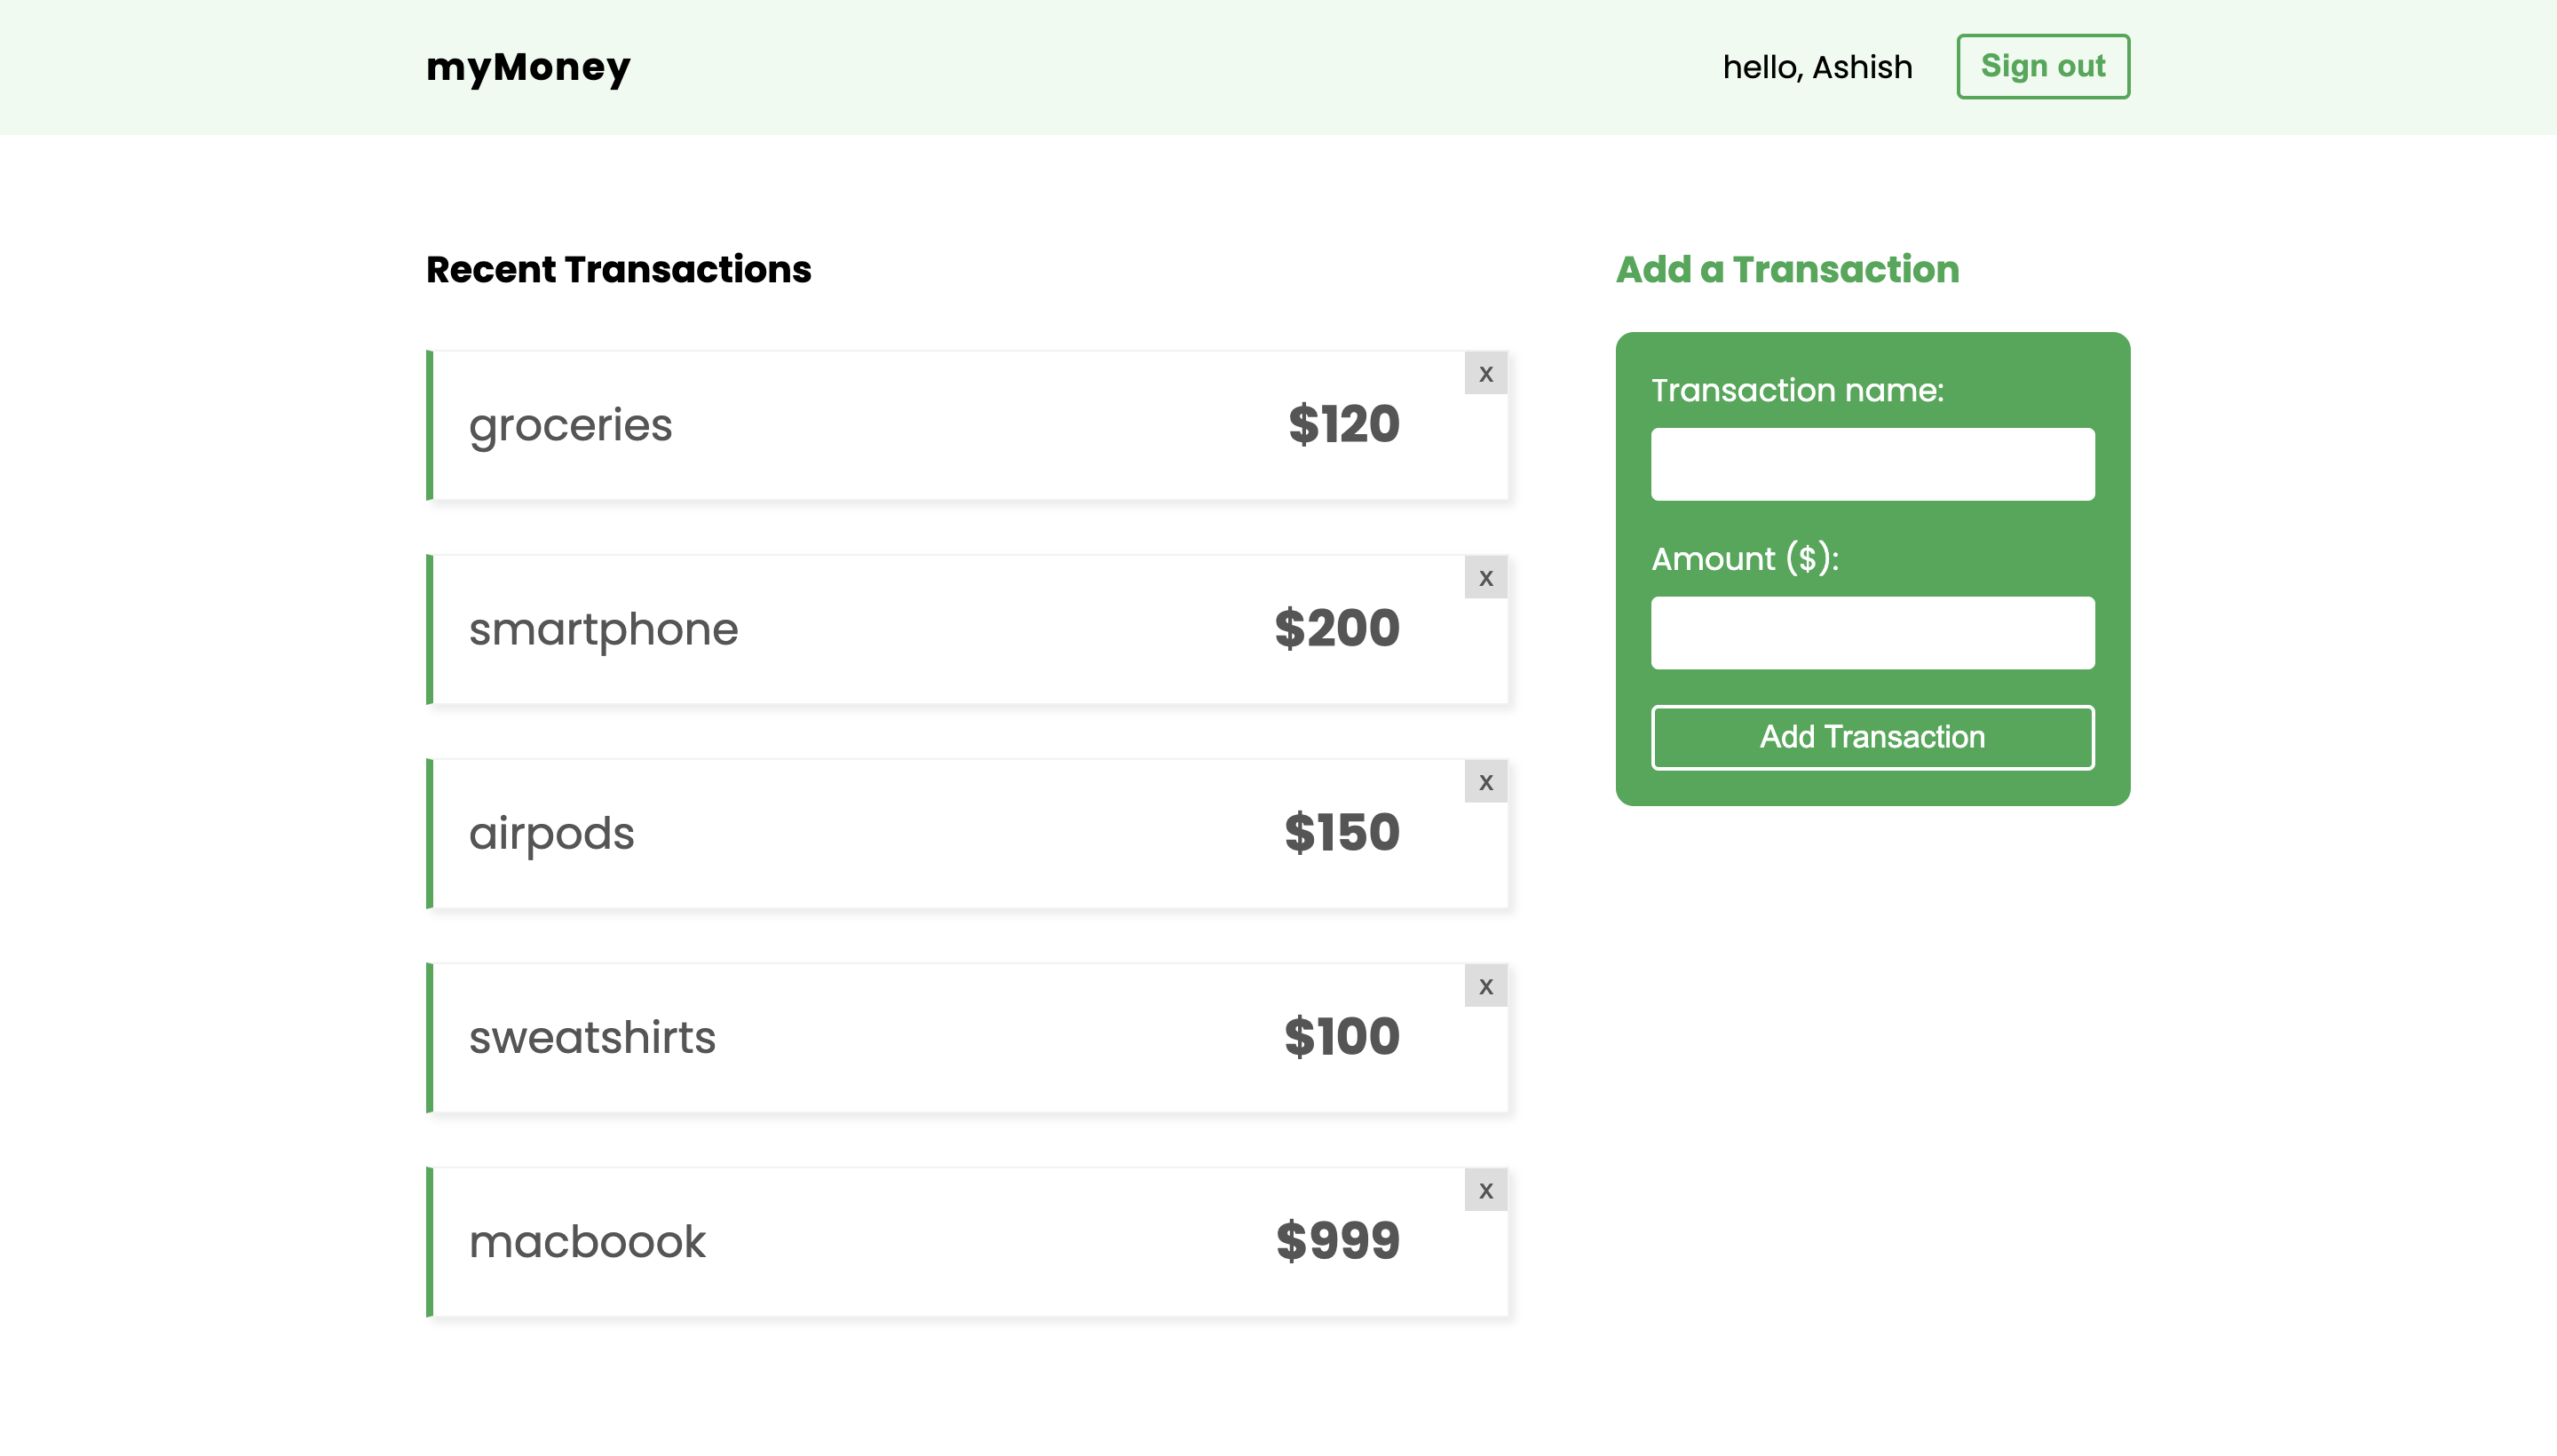 myMoney
hello, Ashish
Sign out
Recent Transactions
groceries
$120
x
smartphone
$200
x
airpods
$150
x
sweatshirts
$100
x
macboook
$999
x
Add a Transaction
Transaction name:
Amount ($):
Add Transaction